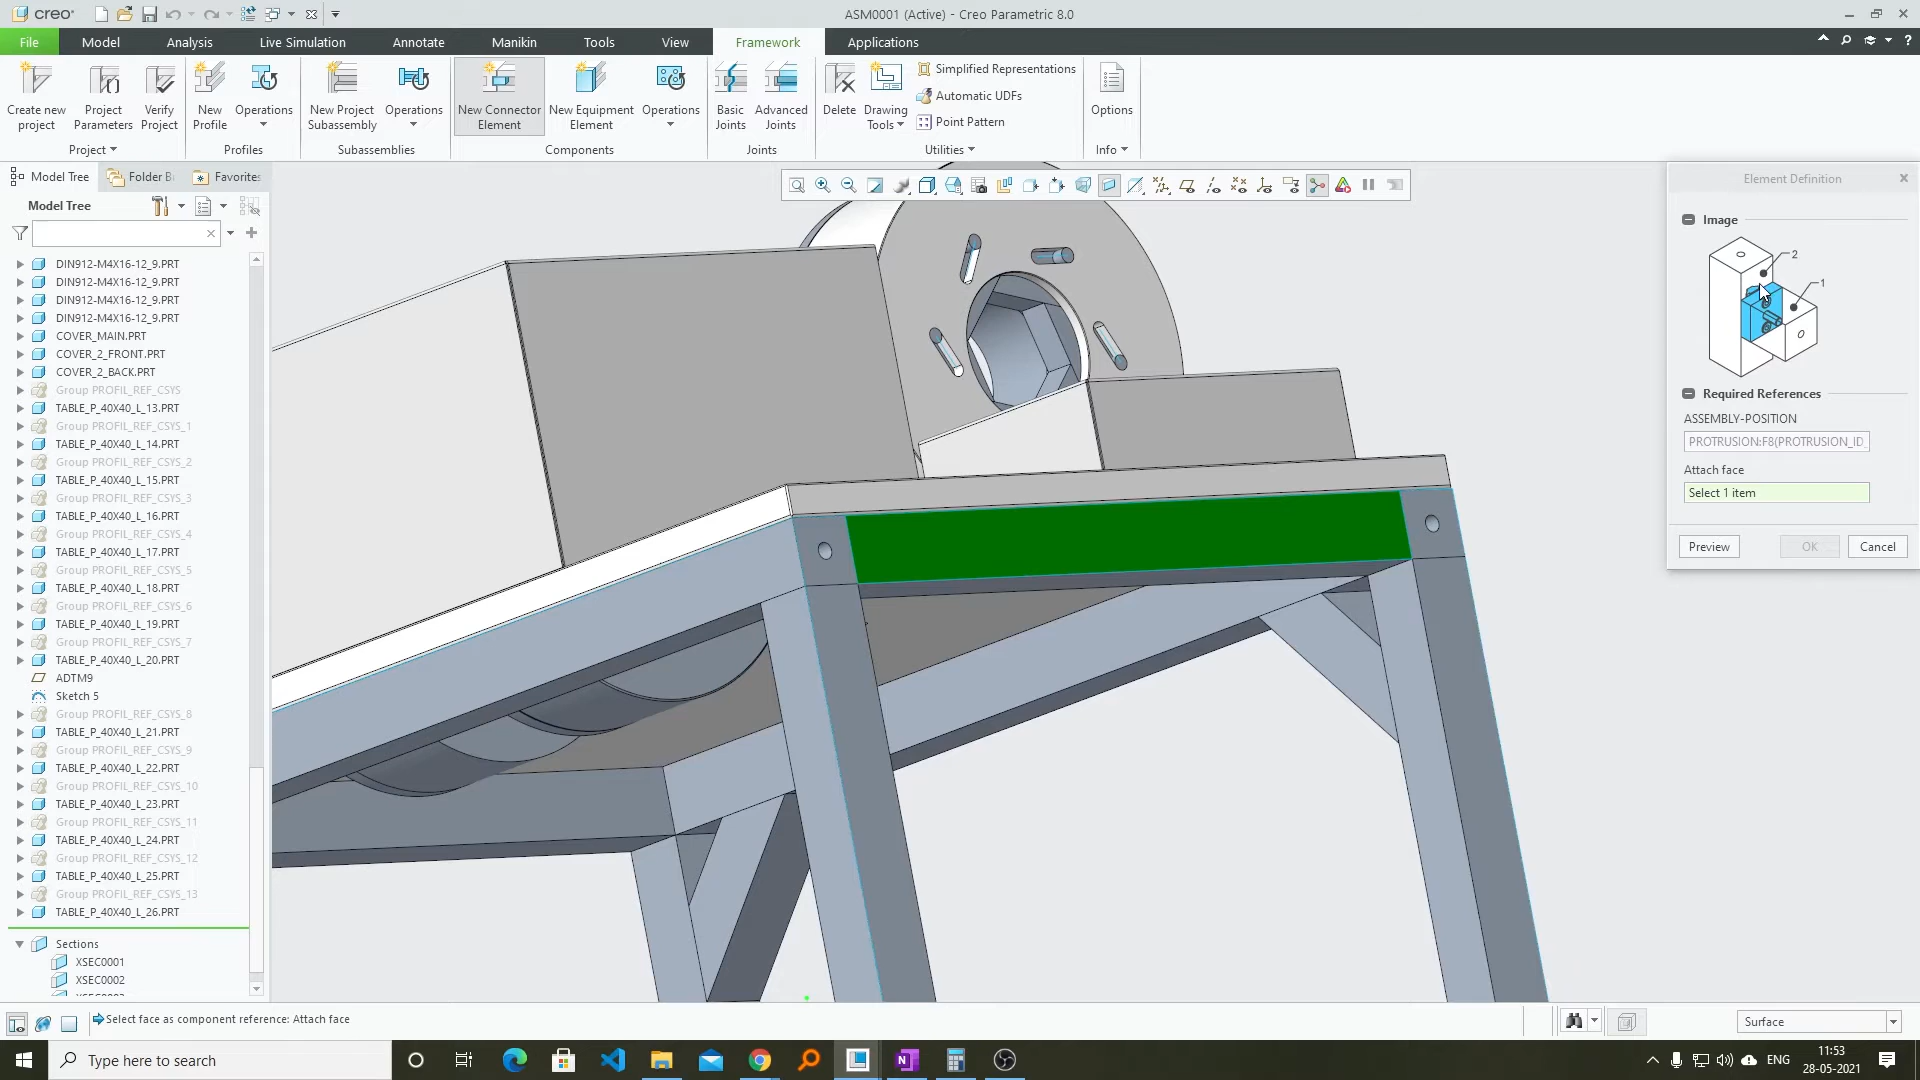 creo
ASM0001 (Active) - Creo Parametric 8.0
File
Model
Analysis
Live Simulation
Annotate
Manikin
Tools
View
Framework
Applications
Create new project
Project Parameters
Verify Project
New Profile
Operations
New Project Subassembly
Operations
New Connector Element
New Equipment Element
Operations
Basic Joints
Advanced Joints
Delete
Drawing Tools
Simplified Representations
Automatic UDFs
Point Pattern
Options
Project
Profiles
Subassemblies
Components
Joints
Utilities
Info
Model Tree
Folder B
Favorites
Model Tree
DIN912-M4X16-12_9.PRT
DIN912-M4X16-12_9.PRT
DIN912-M4X16-12_9.PRT
DIN912-M4X16-12_9.PRT
COVER_MAIN.PRT
COVER_2_FRONT.PRT
COVER_2_BACK.PRT
Group PROFIL_REF_CSYS
TABLE_P_40X40_L_13.PRT
Group PROFIL_REF_CSYS_1
TABLE_P_40X40_L_14.PRT
Group PROFIL_REF_CSYS_2
TABLE_P_40X40_L_15.PRT
Group PROFIL_REF_CSYS_3
TABLE_P_40X40_L_16.PRT
Group PROFIL_REF_CSYS_4
TABLE_P_40X40_L_17.PRT
Group PROFIL_REF_CSYS_5
TABLE_P_40X40_L_18.PRT
Group PROFIL_REF_CSYS_6
TABLE_P_40X40_L_19.PRT
Group PROFIL_REF_CSYS_7
TABLE_P_40X40_L_20.PRT
ADTM9
Sketch 5
Group PROFIL_REF_CSYS_8
TABLE_P_40X40_L_21.PRT
Group PROFIL_REF_CSYS_9
TABLE_P_40X40_L_22.PRT
Group PROFIL_REF_CSYS_10
TABLE_P_40X40_L_23.PRT
Group PROFIL_REF_CSYS_11
TABLE_P_40X40_L_24.PRT
Group PROFIL_REF_CSYS_12
TABLE_P_40X40_L_25.PRT
Group PROFIL_REF_CSYS_13
TABLE_P_40X40_L_26.PRT
Sections
XSEC0001
XSEC0002
Element Definition
Image
2
1
Required References
ASSEMBLY-POSITION
PROTRUSION:F8(PROTRUSION_ID_
Attach face
Select 1 item
Preview
OK
Cancel
Select face as component reference: Attach face
Surface
Type here to search
ENG
11:53
28-05-2021